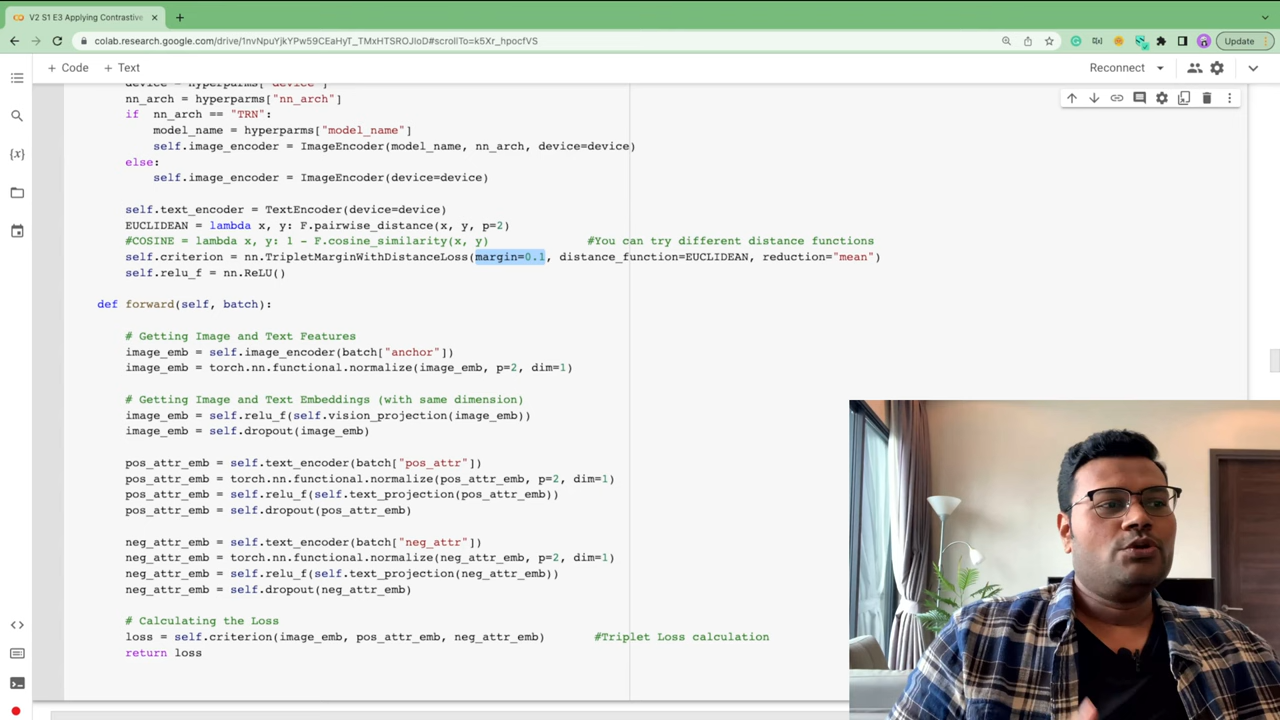 V2 S1 E3 Applying Contrastive
colab.research.google.com/drive/1nvNpuYjkYPw59CEaHyT_TMxHTSROJIoD#scrollTo=k5Xr_hpocfVS
Update
+ Code + Text
Reconnect
device = hyperparms["device"]
nn_arch = hyperparms["nn_arch"]
if nn_arch == "TRN":
model_name = hyperparms["model_name"]
self.image_encoder = ImageEncoder(model_name, nn_arch, device=device)
else:
self.image_encoder = ImageEncoder(device=device)
self.text_encoder = TextEncoder(device=device)
EUCLIDEAN = lambda x, y: F.pairwise_distance(x, y, p=2)
#COSINE = lambda x, y: 1 - F.cosine_similarity(x, y) #You can try different distance functions
self.criterion = nn.TripletMarginWithDistanceLoss(margin=0.1, distance_function=EUCLIDEAN, reduction="mean")
self.relu_f = nn.ReLU()
def forward(self, batch):
# Getting Image and Text Features
image_emb = self.image_encoder(batch["anchor"])
image_emb = torch.nn.functional.normalize(image_emb, p=2, dim=1)
# Getting Image and Text Embeddings (with same dimension)
image_emb = self.relu_f(self.vision_projection(image_emb))
image_emb = self.dropout(image_emb)
pos_attr_emb = self.text_encoder(batch["pos_attr"])
pos_attr_emb = torch.nn.functional.normalize(pos_attr_emb, p=2, dim=1)
pos_attr_emb = self.relu_f(self.text_projection(pos_attr_emb))
pos_attr_emb = self.dropout(pos_attr_emb)
neg_attr_emb = self.text_encoder(batch["neg_attr"])
neg_attr_emb = torch.nn.functional.normalize(neg_attr_emb, p=2, dim=1)
neg_attr_emb = self.relu_f(self.text_projection(neg_attr_emb))
neg_attr_emb = self.dropout(neg_attr_emb)
# Calculating the Loss
loss = self.criterion(image_emb, pos_attr_emb, neg_attr_emb) #Triplet Loss calculation
return loss